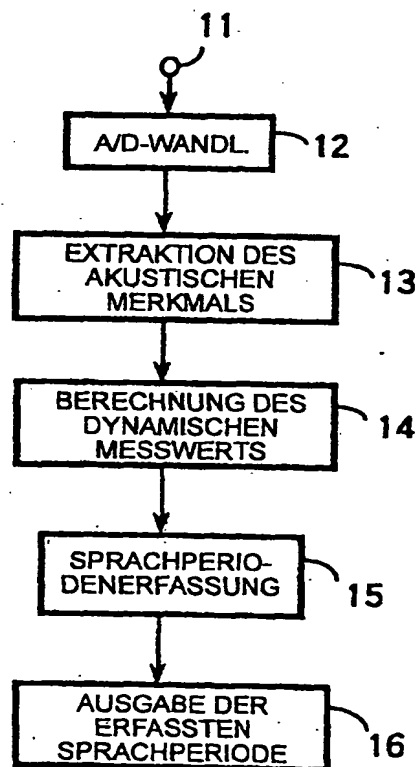 11
A/D-WANDL.
12
EXTRAKTION DES
AKUSTISCHEN
MERKMALS
13
BERECHNUNG DES
DYNAMISCHEN
MESSWERTS
14
SPRACHPERIO-
DENERFASSUNG
15
AUSGABE DER
ERFASSTEN
SPRACHPERIODE
16